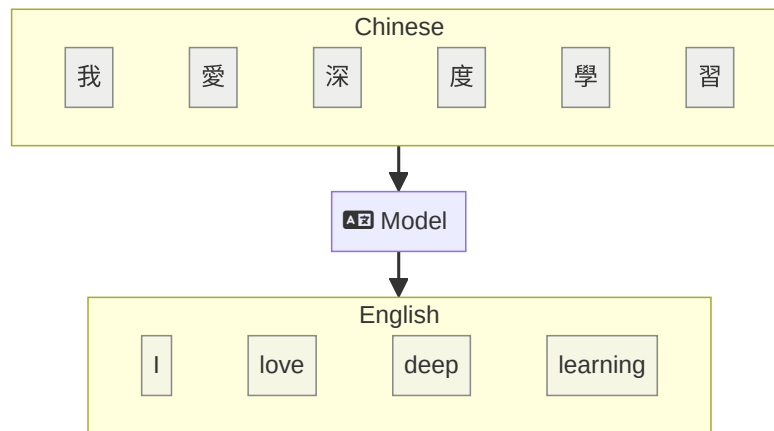 Chinese
我 愛 深 度 學 習
Model
English
I love deep learning